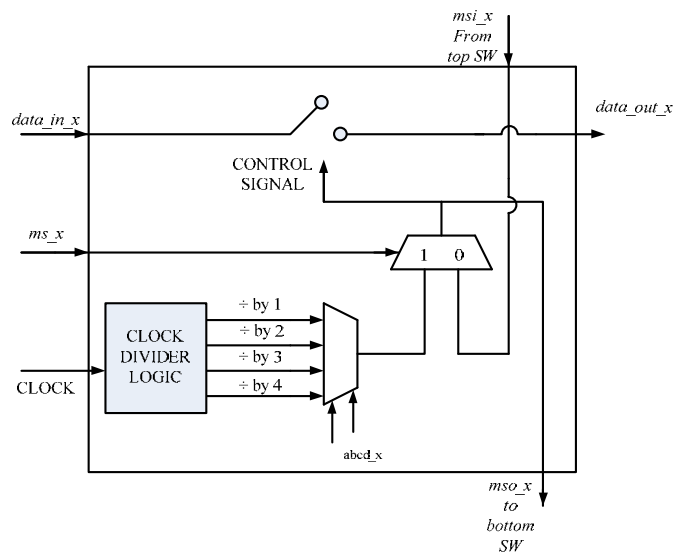 msi_x
From
top SW
data_in_x
data_out_x
CONTROL
SIGNAL
ms_x
1 0
÷ by 1
÷ by 2
÷ by 3
÷ by 4
CLOCK
DIVIDER
LOGIC
CLOCK
abcd_x
mso_x
to
bottom
SW